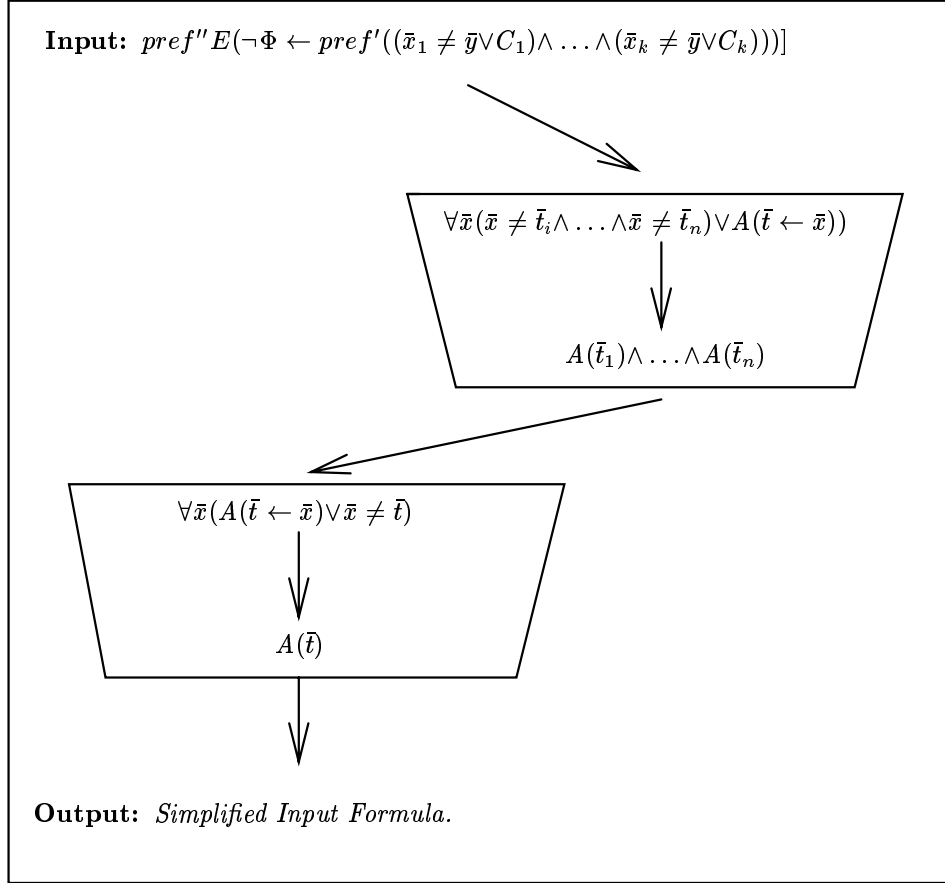 Input: pref''E(¬Φ ← pref'((x̄₁ ≠ ȳ∨C₁)∧ … ∧(x̄ₖ ≠ ȳ∨Cₖ)))]
∀x̄(x̄ ≠ t̄ᵢ∧ … ∧x̄ ≠ t̄ₙ)∨A(t̄ ← x̄))
A(t̄₁)∧ … ∧A(t̄ₙ)
∀x̄(A(t̄ ← x̄)∨x̄ ≠ t̄)
A(t̄)
Output: Simplified Input Formula.